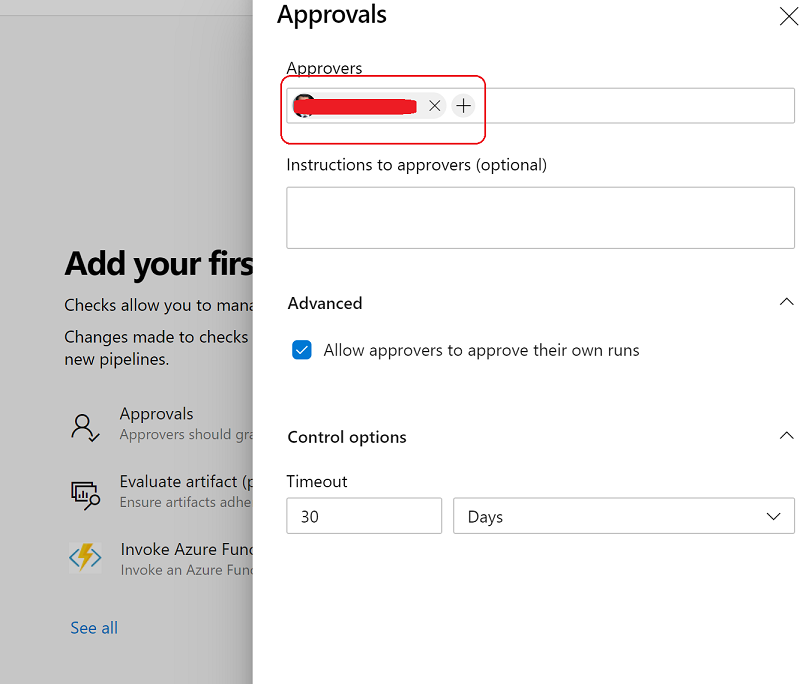 Approvals
Approvers
Instructions to approvers (optional)
Advanced
Allow approvers to approve their own runs
Control options
Timeout
30
Days
Add your firs
Checks allow you to mana
Changes made to checks
new pipelines.
Approvals
Approvers should gra
Evaluate artifact (p
Ensure artifacts adhe
Invoke Azure Func
Invoke an Azure Func
See all